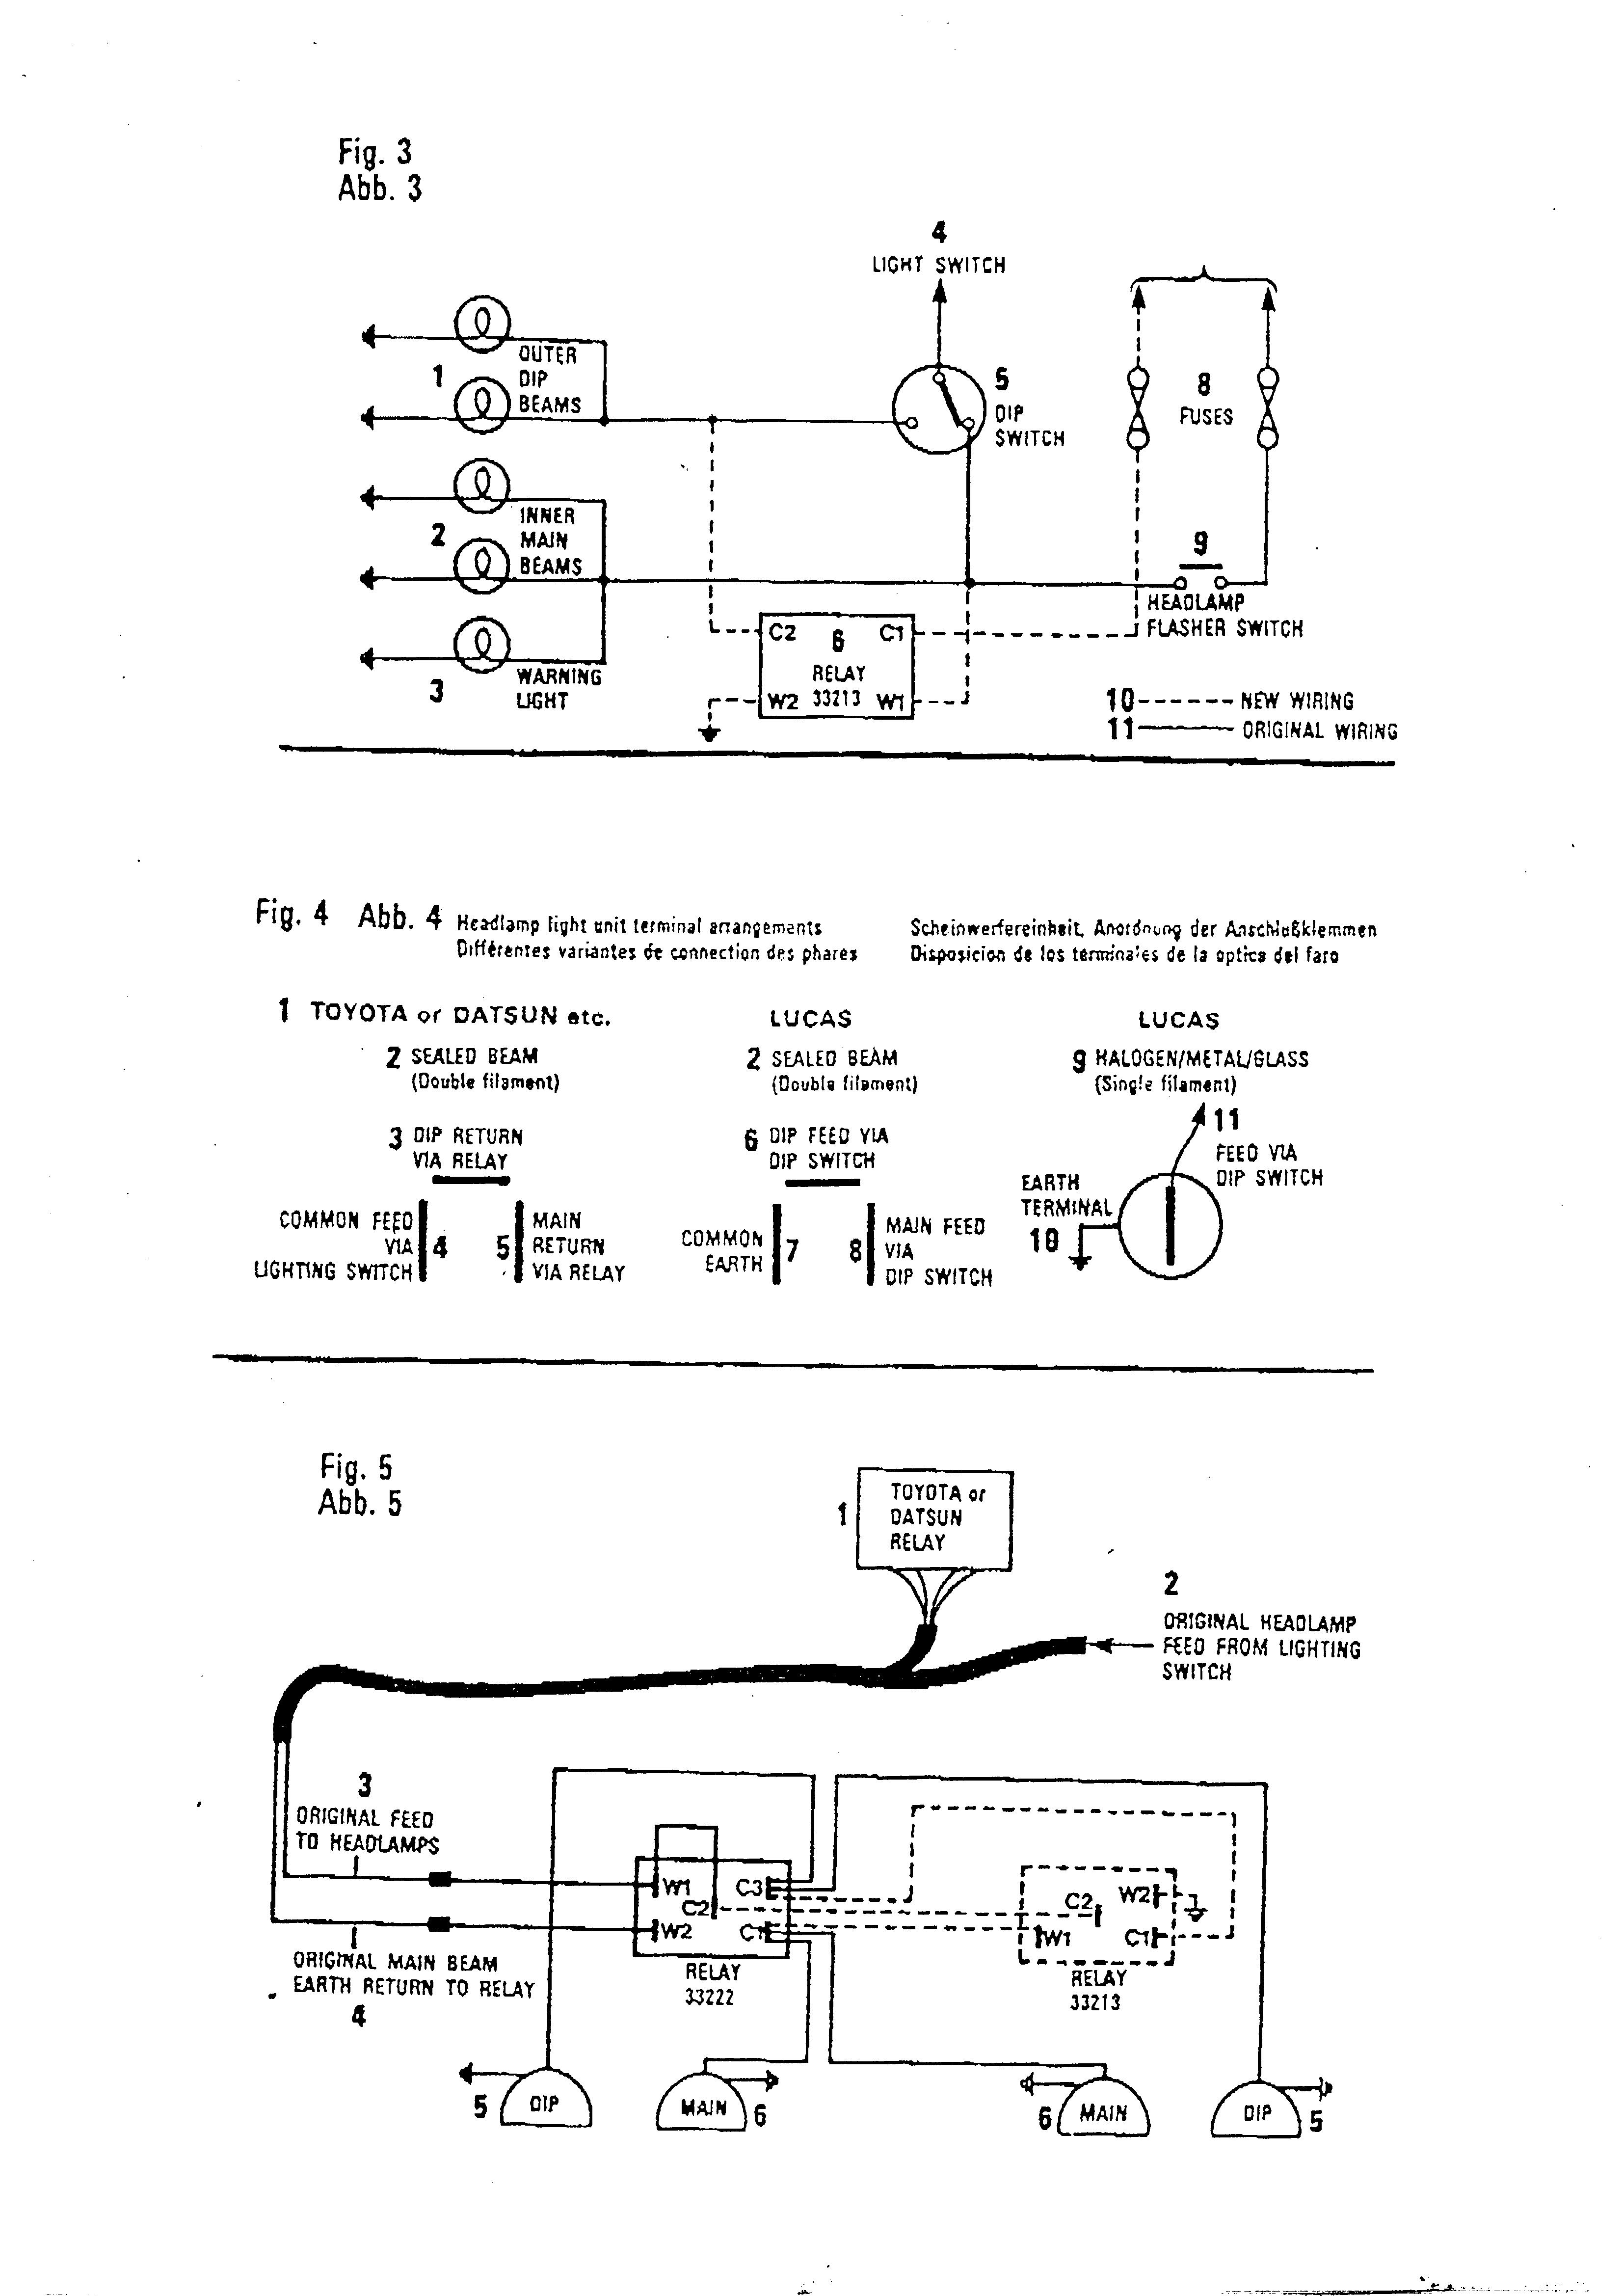 Fig. 3
Abb. 3
4
LIGHT SWITCH
1
OUTER
DIP
BEAMS
5
DIP
SWITCH
8
FUSES
2
INNER
MAIN
BEAMS
9
HEADLAMP
FLASHER SWITCH
3
WARNING
LIGHT
C2 6 C1
RELAY
W2 33213 W1
10 NEW WIRING
11 ORIGINAL WIRING
Fig. 4 Abb. 4
Headlamp light unit terminal arrangements
Différentes variantes de connection des phares
Scheinwerfereinheit, Anordnung der Anschlußklemmen
Disposicion de los terminales de la optica del faro
1 TOYOTA or DATSUN etc.
2 SEALED BEAM
(Double filament)
3 DIP RETURN
VIA RELAY
COMMON FEED
VIA
LIGHTING SWITCH
4
5
MAIN
RETURN
VIA RELAY
LUCAS
2 SEALED BEAM
(Double filament)
6 DIP FEED VIA
DIP SWITCH
COMMON
EARTH
7
8
MAIN FEED
VIA
DIP SWITCH
LUCAS
9 HALOGEN/METAL/GLASS
(Single filament)
11
FEED VIA
DIP SWITCH
EARTH
TERMINAL
10
Fig. 5
Abb. 5
1
TOYOTA or
DATSUN
RELAY
2
ORIGINAL HEADLAMP
FEED FROM LIGHTING
SWITCH
3
ORIGINAL FEED
TO HEADLAMPS
W1 C3
C2
W2 C1
RELAY
33222
C2 W2
W1 C1
RELAY
33213
ORIGINAL MAIN BEAM
EARTH RETURN TO RELAY
4
5 DIP
MAIN 6
6 MAIN
DIP 5